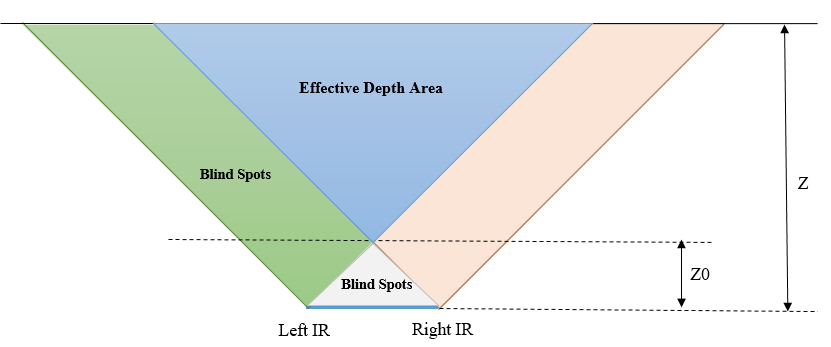 Effective Depth Area
Blind Spots
Z
Z0
Blind Spots
Left IR
Right IR